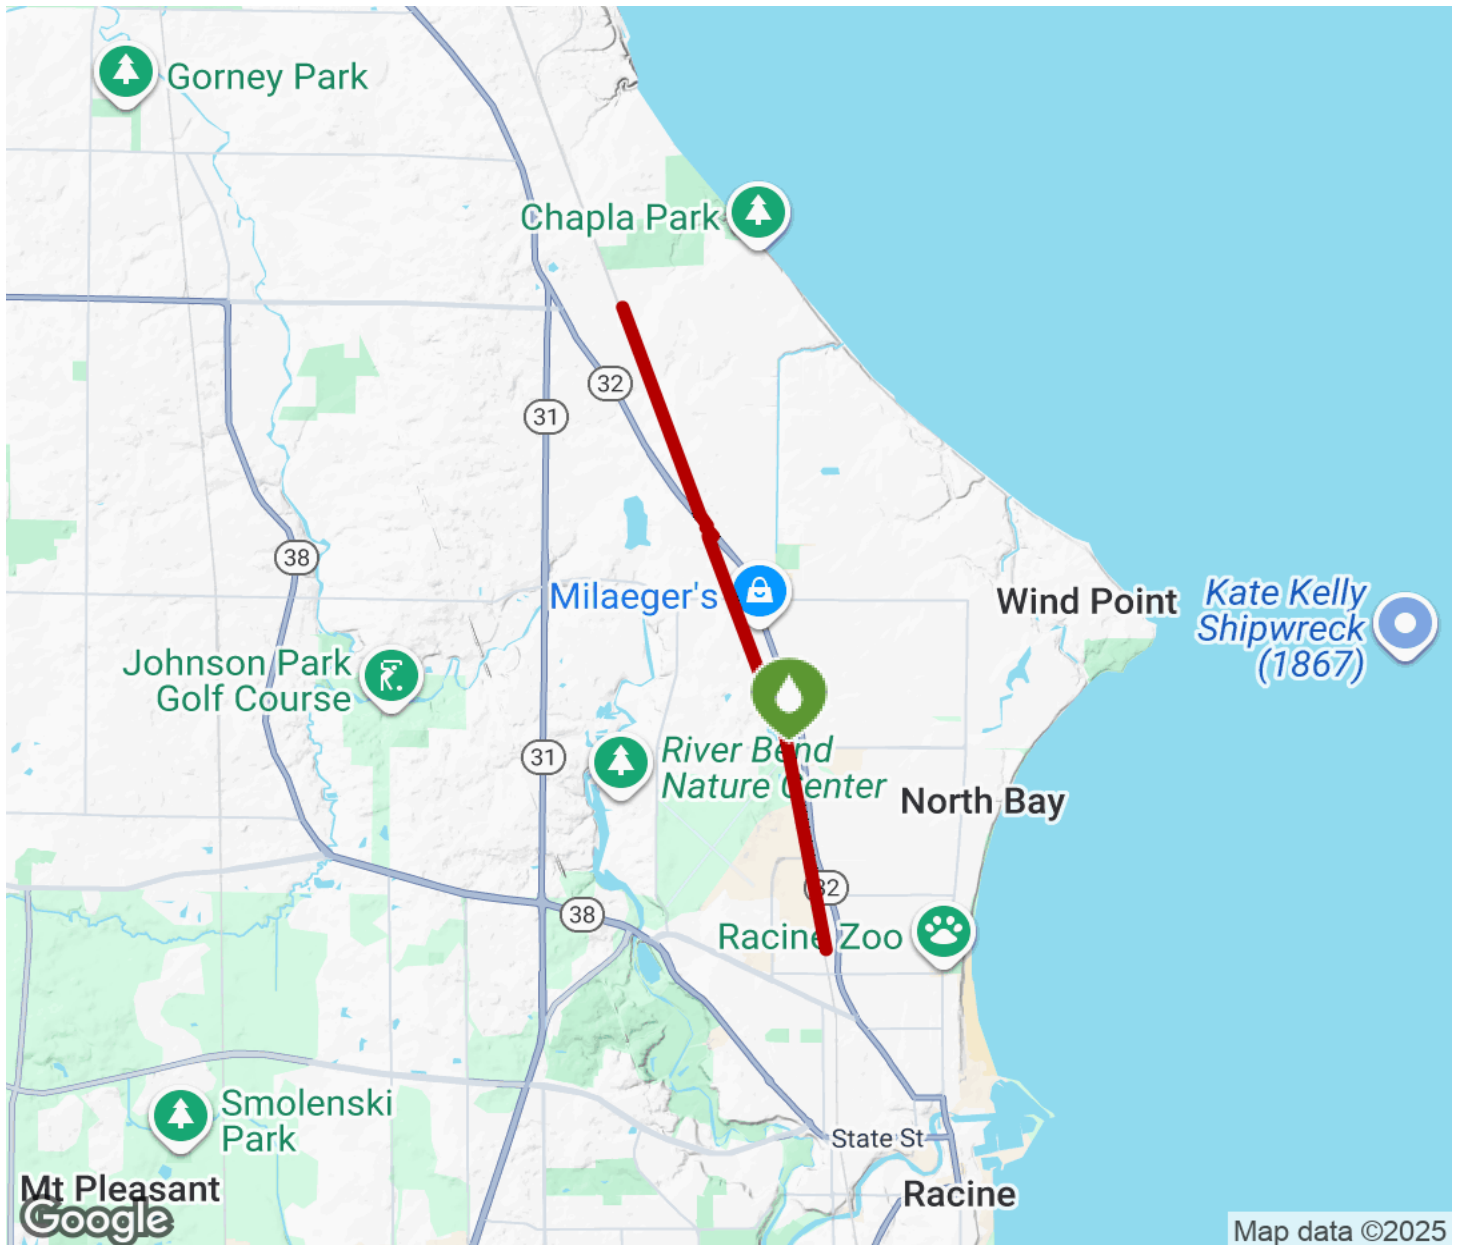 Gorney Park
Chapla Park
32
31
38
Milaeger's
Wind Point
Kate Kelly
Shipwreck
(1867)
Johnson Park
Golf Course
31
River Bend
Nature Center
North Bay
32
38
Racine Zoo
Smolenski
Park
State St
Mt Pleasant
Racine
Google
Map data ©2025